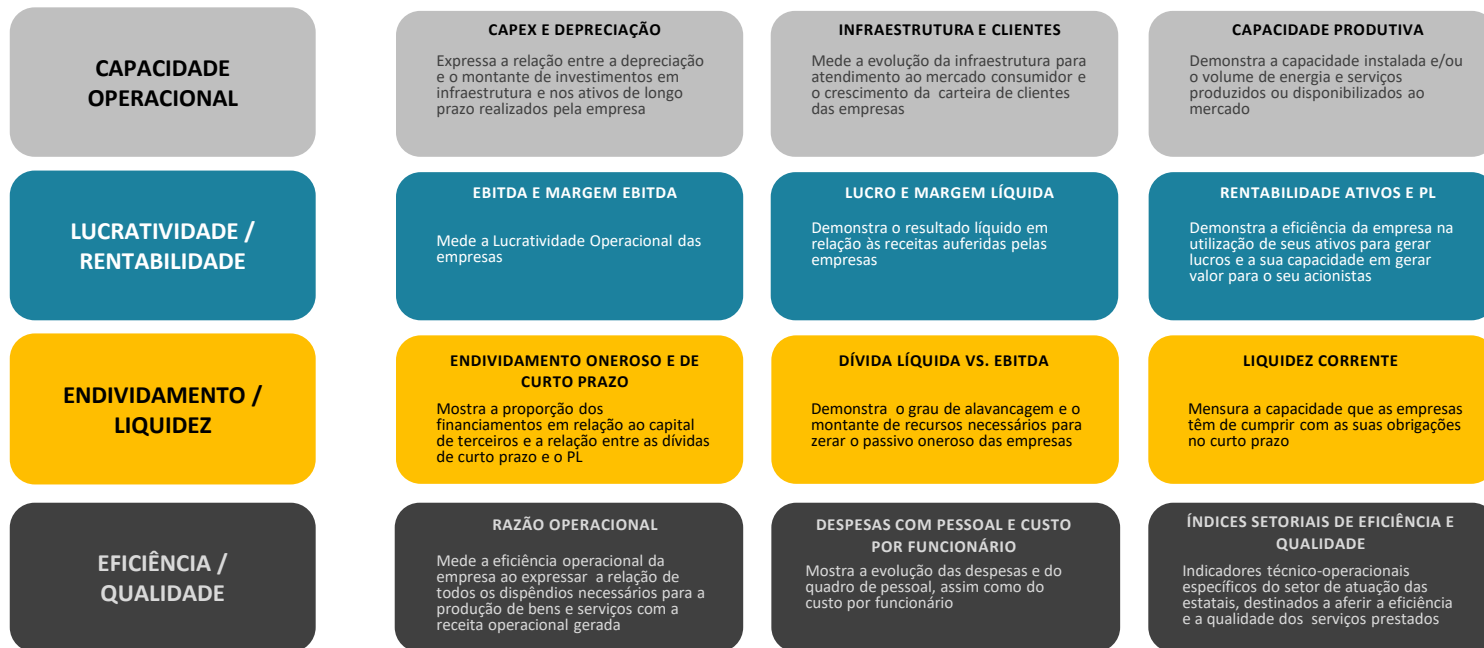 CAPACIDADE
OPERACIONAL
CAPEX E DEPRECIAÇÃO
Expressa a relação entre a depreciação
e o montante de investimentos em
infraestrutura e nos ativos de longo
prazo realizados pela empresa
INFRAESTRUTURA E CLIENTES
Mede a evolução da infraestrutura para
atendimento ao mercado consumidor e
o crescimento da carteira de clientes
das empresas
CAPACIDADE PRODUTIVA
Demonstra a capacidade instalada e/ou
o volume de energia e serviços
produzidos ou disponibilizados ao
mercado
LUCRATIVIDADE /
RENTABILIDADE
EBITDA E MARGEM EBITDA
Mede a Lucratividade Operacional das
empresas
LUCRO E MARGEM LÍQUIDA
Demonstra o resultado líquido em
relação às receitas auferidas pelas
empresas
RENTABILIDADE ATIVOS E PL
Demonstra a eficiência da empresa na
utilização de seus ativos para gerar
lucros e a sua capacidade em gerar
valor para o seu acionistas
ENDIVIDAMENTO /
LIQUIDEZ
ENDIVIDAMENTO ONEROSO E DE
CURTO PRAZO
Mostra a proporção dos
financiamentos em relação ao capital
de terceiros e a relação entre as dívidas
de curto prazo e o PL
DÍVIDA LÍQUIDA VS. EBITDA
Demonstra o grau de alavancagem e o
montante de recursos necessários para
zerar o passivo oneroso das empresas
LIQUIDEZ CORRENTE
Mensura a capacidade que as empresas
têm de cumprir com as suas obrigações
no curto prazo
EFICIÊNCIA /
QUALIDADE
RAZÃO OPERACIONAL
Mede a eficiência operacional da
empresa ao expressar a relação de
todos os dispêndios necessários para a
produção de bens e serviços com a
receita operacional gerada
DESPESAS COM PESSOAL E CUSTO
POR FUNCIONÁRIO
Mostra a evolução das despesas e do
quadro de pessoal, assim como do
custo por funcionário
ÍNDICES SETORIAIS DE EFICIÊNCIA E
QUALIDADE
Indicadores técnico-operacionais
específicos do setor de atuação das
estatais, destinados a aferir a eficiência
e a qualidade dos serviços prestados